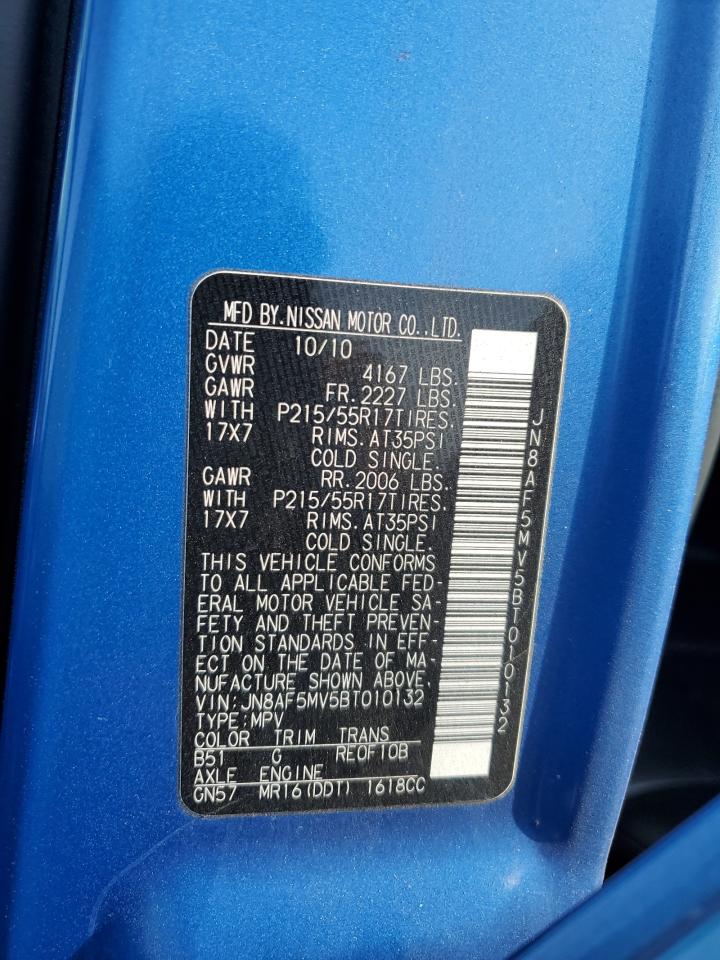 MFD BY. NISSAN MOTOR CO., LTD.
DATE 10/10
GVWR 4167 LBS.
GAWR FR. 2227 LBS.
WITH P215/55R17TIRES.
17X7 RIMS. AT35PSI
COLD SINGLE.
GAWR RR. 2006 LBS.
WITH P215/55R17TIRES.
17X7 RIMS. AT35PSI
COLD SINGLE.
THIS VEHICLE CONFORMS
TO ALL APPLICABLE FED-
ERAL MOTOR VEHICLE SA-
FETY AND THEFT PREVEN-
TION STANDARDS IN EFF-
ECT ON THE DATE OF MA-
NUFACTURE SHOWN ABOVE.
VIN: JN8AF5MV5BT010132
TYPE: MPV
COLOR TRIM TRANS
B51 G RE0F10B
AXLE ENGINE
GN57 MR16(DDT) 1618CC
JN8AF5MV5BT010132